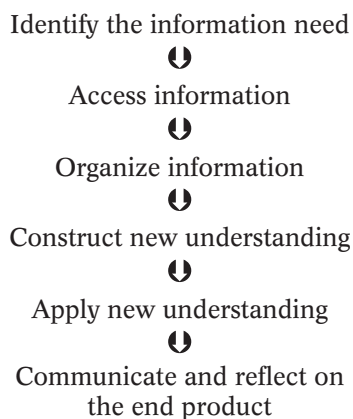 Identify the information need
Access information
Organize information
Construct new understanding
Apply new understanding
Communicate and reflect on
the end product